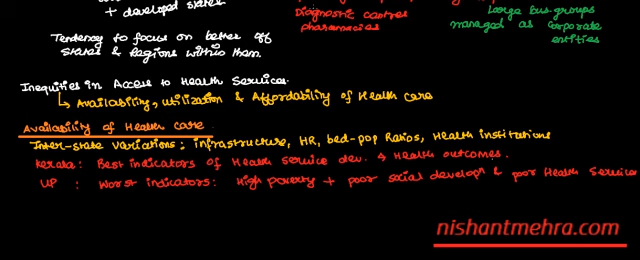 + developed states
Diagnostic centres
pharmacies
Large bus. groups
managed as corporate
entities
Tendency to focus on better off
states & Regions within them.
Inequities in Access to Health Services.
↳ Availability, utilization & Affordability of Health care
Availability of Health care
Inter-state variations: infrastructure, HR, bed-pop Ratios, Health institutions
Kerala: Best indicators of Health service dev. → Health outcomes.
UP : Worst indicators: High poverty + poor social developn & poor Health Services
nishantmehra.com